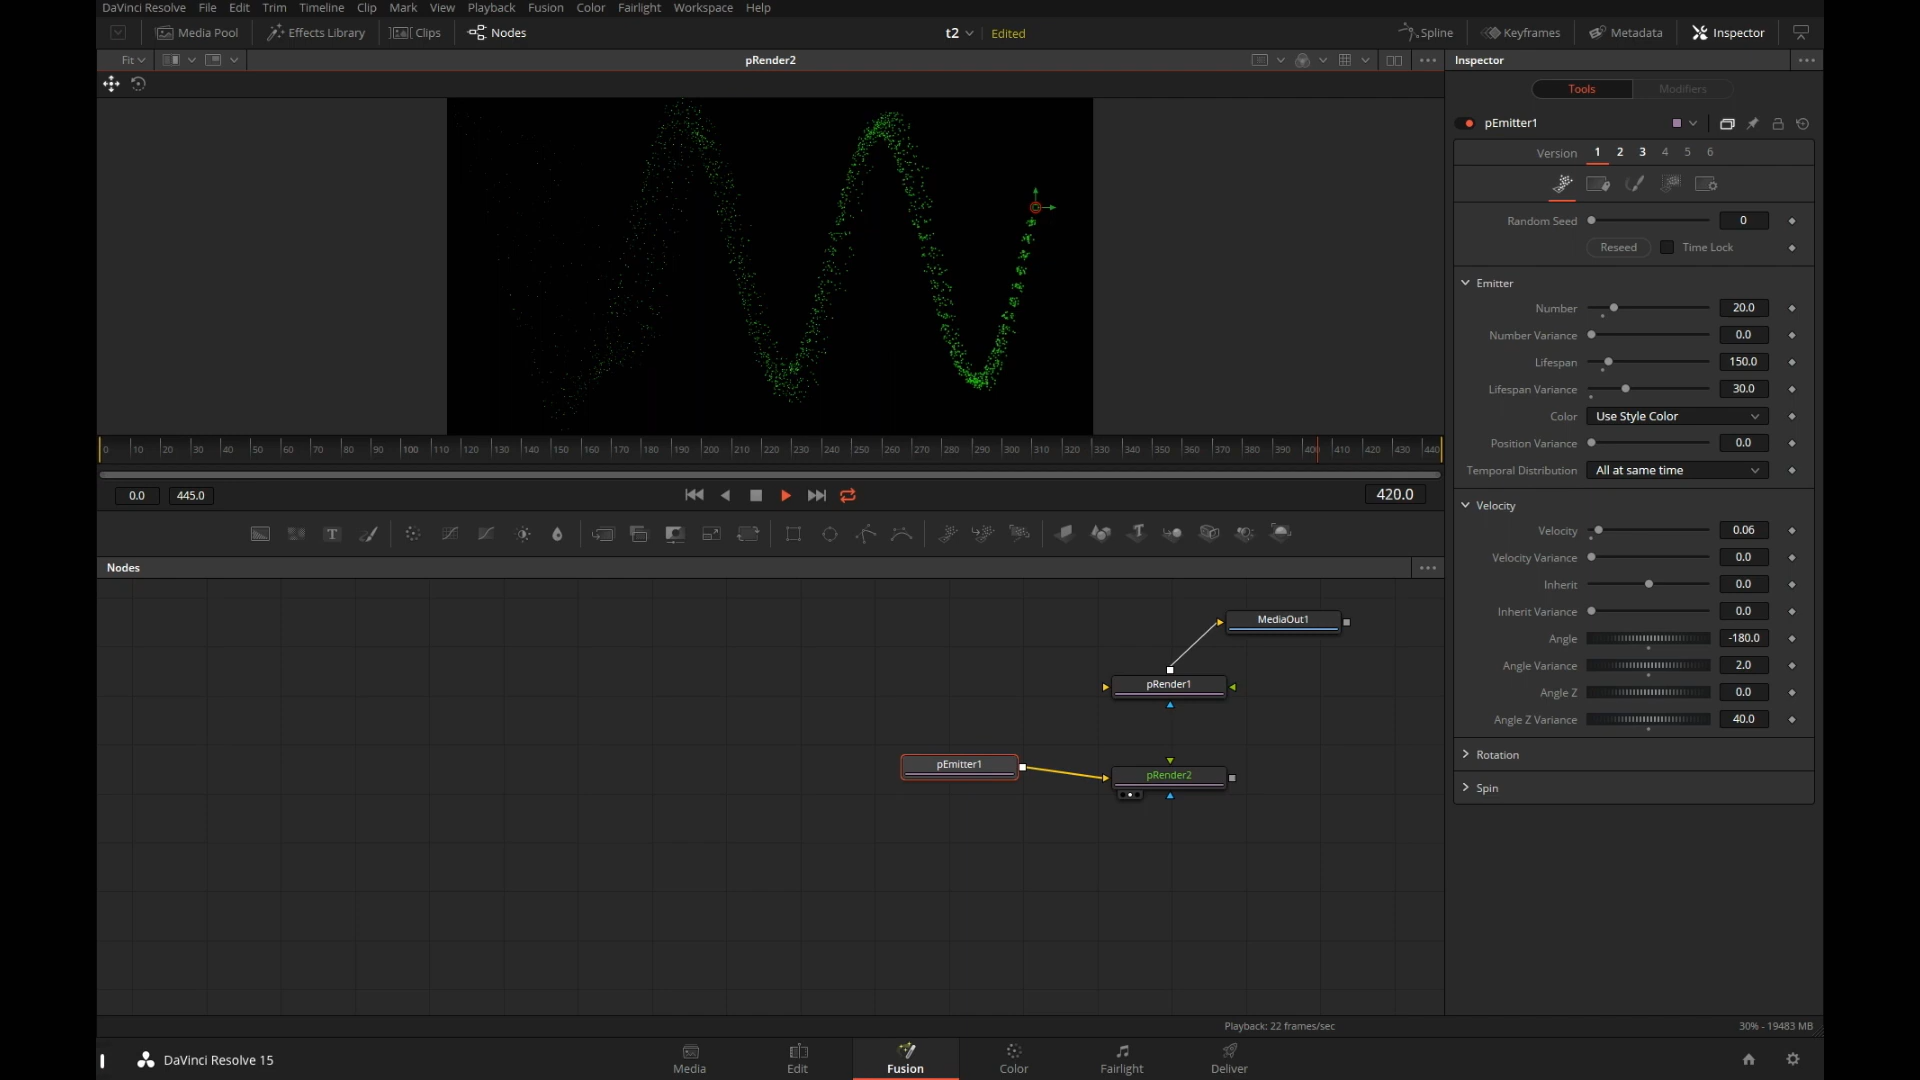 DaVinci Resolve File Edit Trim Timeline Clip Mark View Playback Fusion Color Fairlight Workspace Help
Media Pool Effects Library Clips Nodes t2 Edited Spline Keyframes Metadata Inspector
Fit pRender2 Inspector
Tools Modifiers
pEmitter1
Version 1 2 3 4 5 6
Random Seed 0
Reseed Time Lock
Emitter
Number 20.0
Number Variance 0.0
Lifespan 150.0
Lifespan Variance 30.0
Color Use Style Color
Position Variance 0.0
Temporal Distribution All at same time
Velocity
Velocity 0.06
Velocity Variance 0.0
Inherit 0.0
Inherit Variance 0.0
Angle -180.0
Angle Variance 2.0
Angle Z 0.0
Angle Z Variance 40.0
Rotation
Spin
0 10 20 30 40 50 60 70 80 90 100 110 120 130 140 150 160 170 180 190 200 210 220 230 240 250 260 270 280 290 300 310 320 330 340 350 360 370 380 390 400 410 420 430 440
0.0 445.0 420.0
Nodes
MediaOut1
pRender1
pEmitter1
pRender2
Playback: 22 frames/sec 30% - 19483 MB
DaVinci Resolve 15
Media Edit Fusion Color Fairlight Deliver